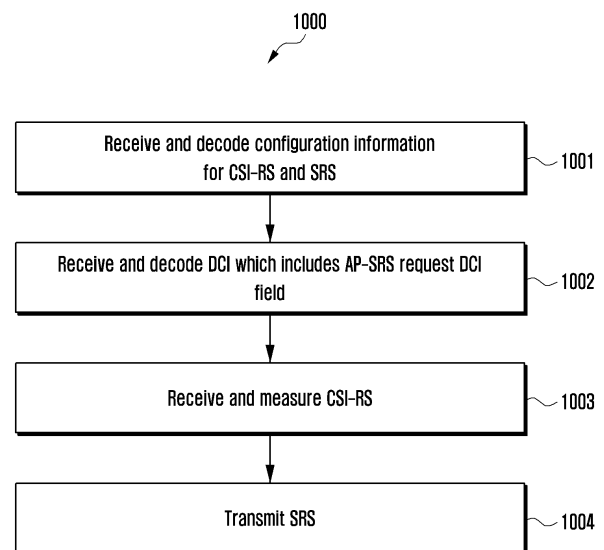 1000
Receive and decode configuration information
for CSI-RS and SRS
1001
Receive and decode DCI which includes AP-SRS request DCI
field
1002
Receive and measure CSI-RS
1003
Transmit SRS
1004